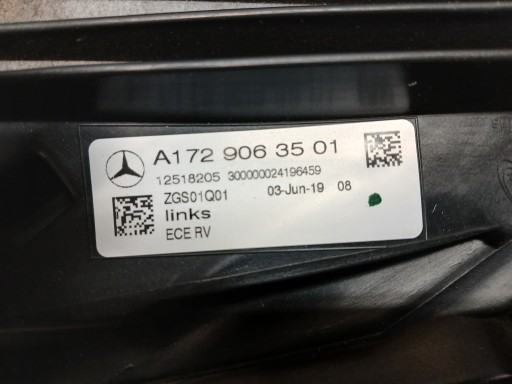 A172 906 35 01
12518205 300000024196459
ZGS01Q01 03-Jun-19 08
links
ECE RV